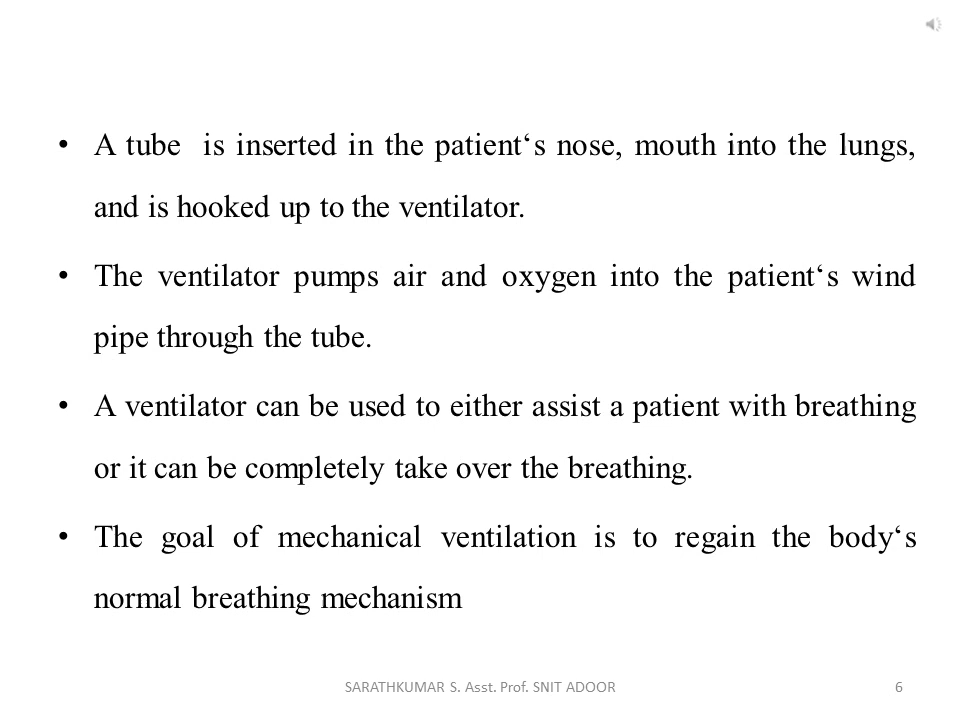 • A tube is inserted in the patient‘s nose, mouth into the lungs,
and is hooked up to the ventilator.
• The ventilator pumps air and oxygen into the patient‘s wind
pipe through the tube.
• A ventilator can be used to either assist a patient with breathing
or it can be completely take over the breathing.
• The goal of mechanical ventilation is to regain the body‘s
normal breathing mechanism
SARATHKUMAR S. Asst. Prof. SNIT ADOOR
6